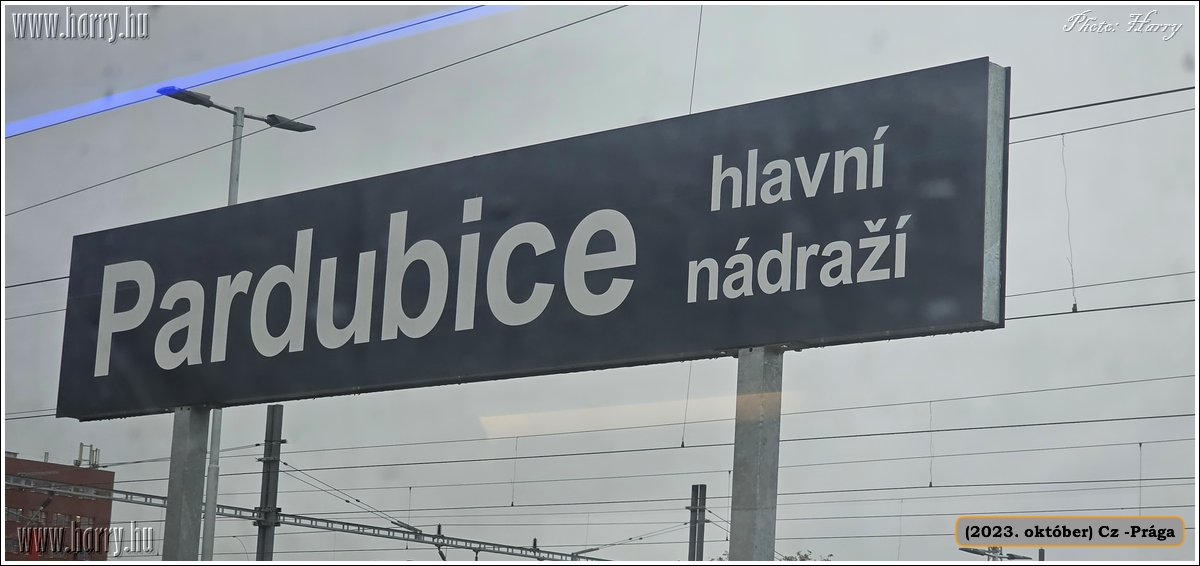 www.harry.hu
Photo: Harry
Pardubice
hlavní
nádraží
www.harry.hu
(2023. október) Cz -Prága